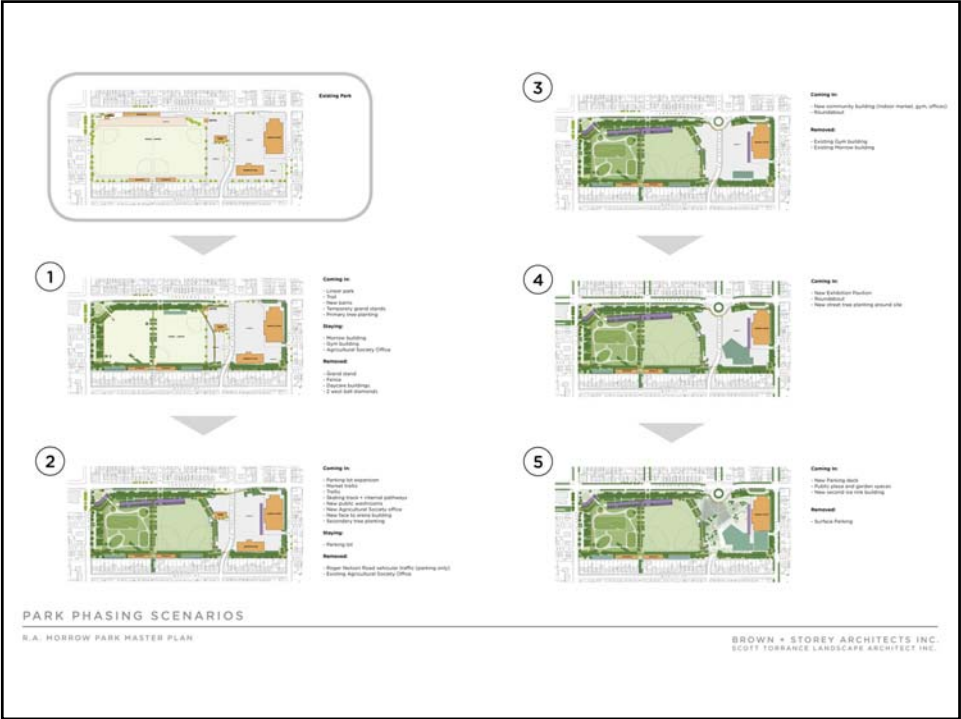 Existing Park
1
Coming In:
- Linear park
- Trail
- New barns
- Temporary grand stands
- Primary tree planting
Staying:
- Morrow building
- Gym building
- Agricultural Society Office
Removed:
- Grand stand
- Fence
- Daycare buildings
- 2 west ball diamonds
2
Coming In:
- Parking lot expansion
- Market trellis
- Trellis
- Skating track + internal pathways
- New public washrooms
- New Agricultural Society office
- New face to arena building
- Secondary tree planting
Staying:
- Parking lot
Removed:
- Roger Neilson Road vehicular traffic (parking only)
- Existing Agricultural Society Office
3
Coming In:
- New community building (indoor market, gym, offices)
- Roundabout
Removed:
- Existing Gym building
- Existing Morrow building
4
Coming In:
- New Exhibition Pavilion
- Roundabout
- New street tree planting around site
5
Coming In:
- New Parking deck
- Public plaza and garden spaces
- New second ice rink building
Removed:
- Surface Parking
PARK PHASING SCENARIOS
R.A. MORROW PARK MASTER PLAN
BROWN + STOREY ARCHITECTS INC.
SCOTT TORRANCE LANDSCAPE ARCHITECT INC.